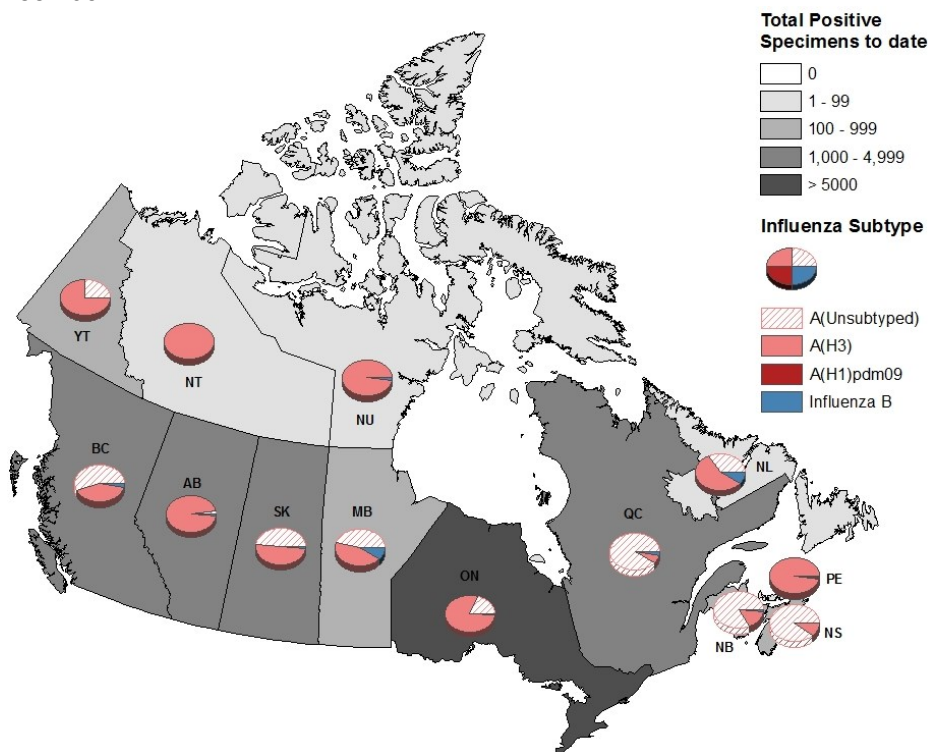 Total Positive
Specimens to date
0
1 - 99
100 - 999
1,000 - 4,999
> 5000
Influenza Subtype
A(Unsubtyped)
A(H3)
A(H1)pdm09
Influenza B
YT
NT
NU
BC
AB
SK
MB
ON
QC
NL
PE
NB
NS